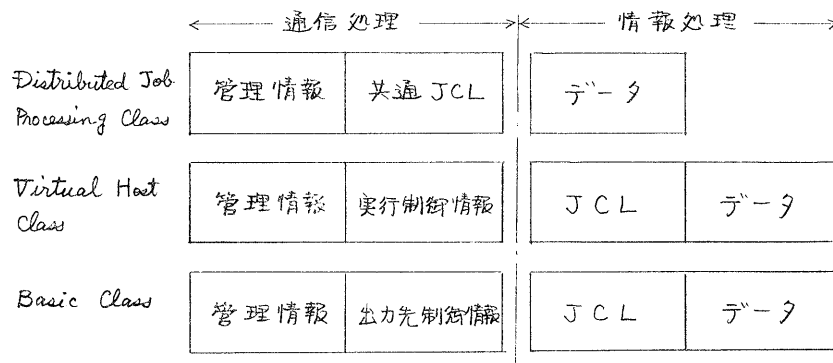 通信処理 情報処理
Distributed Job
Processing Class
管理情報 共通JCL データ
Virtual Host
Class
管理情報 実行制御情報 JCL データ
Basic Class
管理情報 出力先制御情報 JCL データ